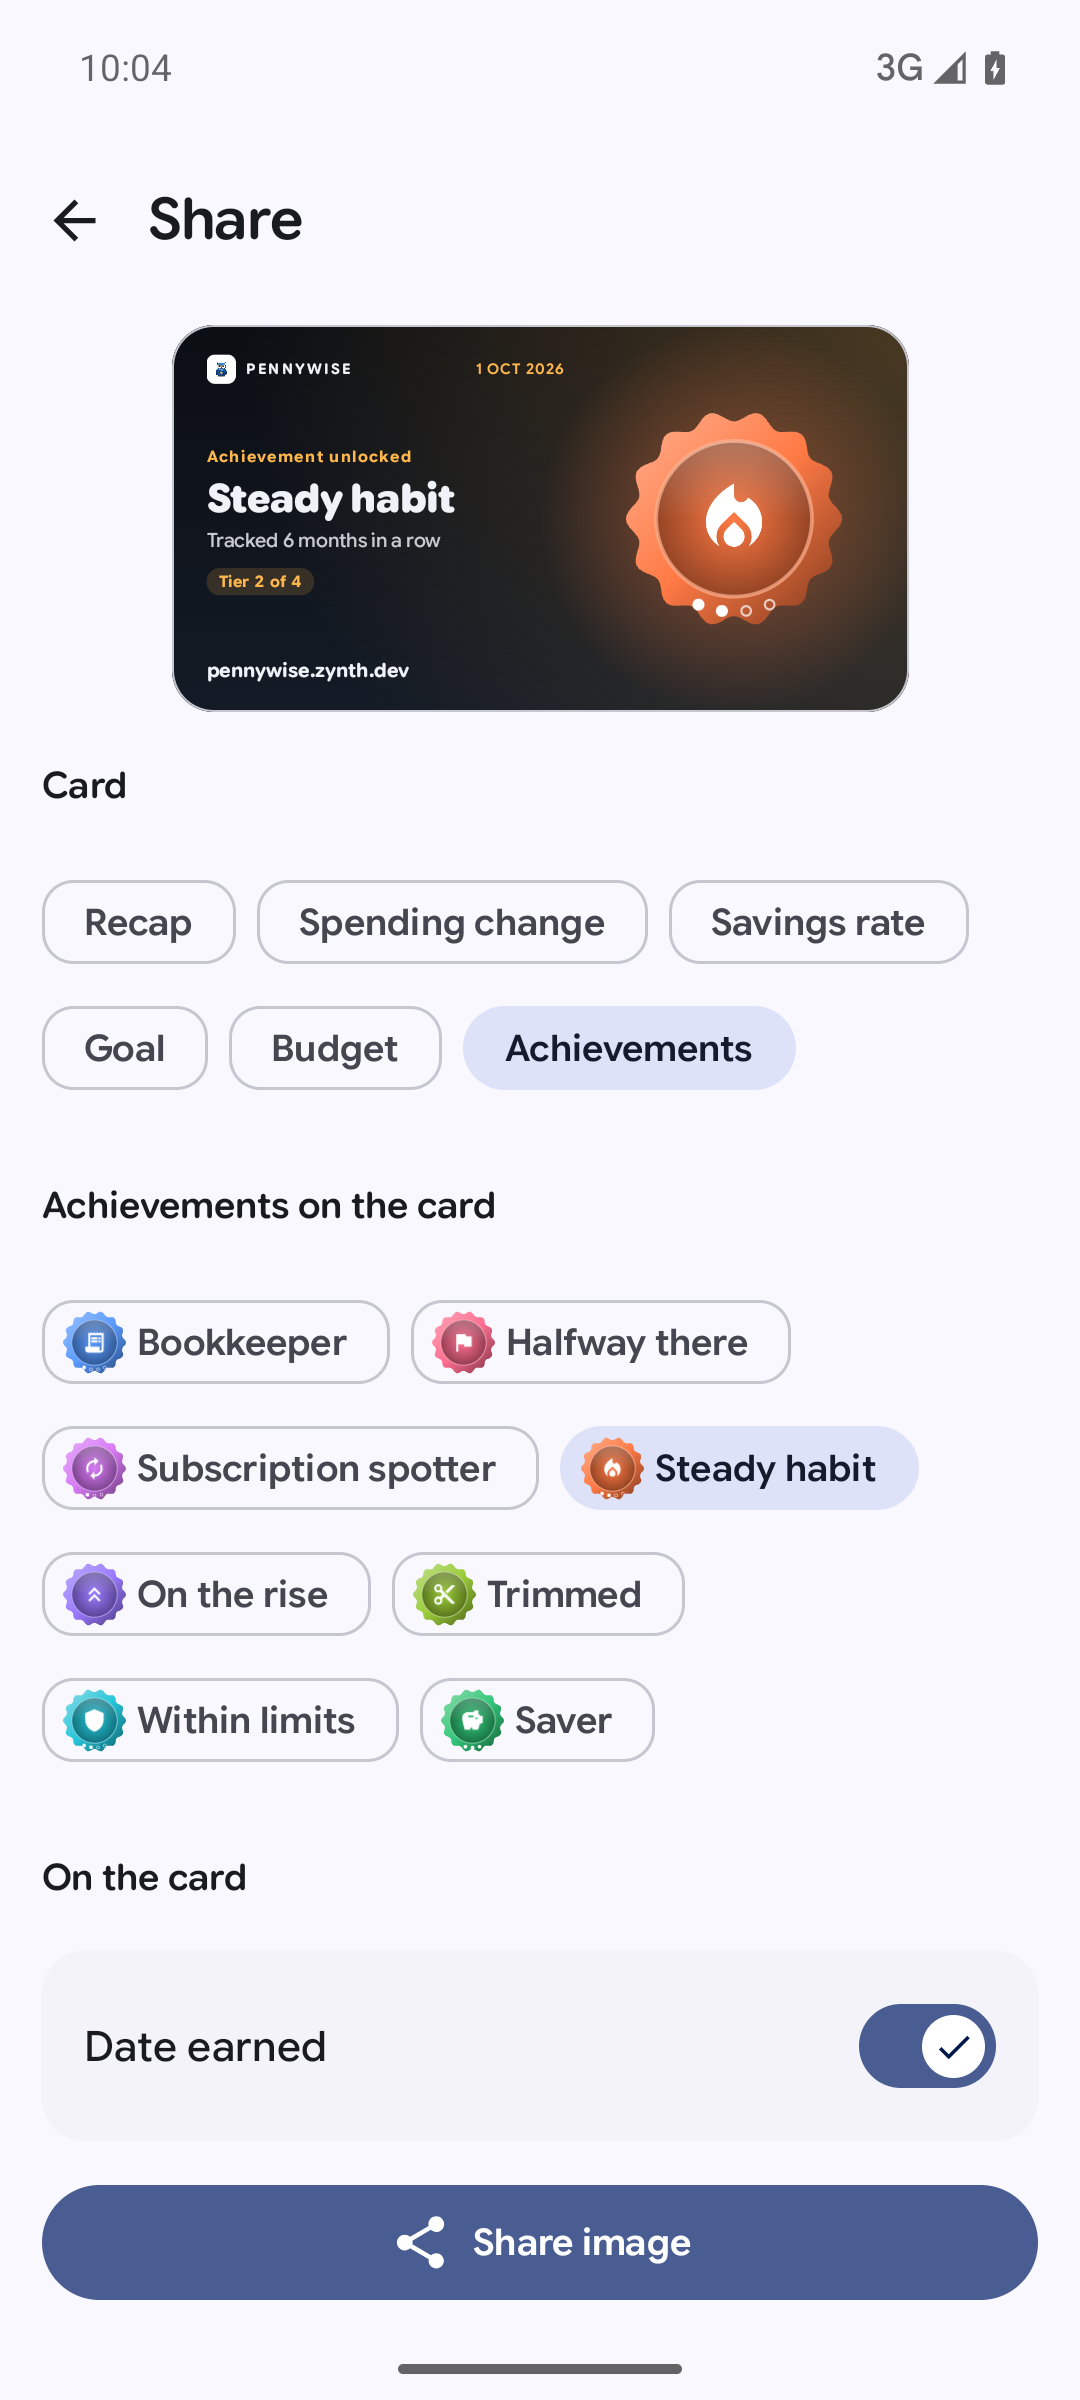 10:04
3G
Share
PENNYWISE
1 OCT 2026
Achievement unlocked
Steady habit
Tracked 6 months in a row
Tier 2 of 4
pennywise.zynth.dev
Card
Recap
Spending change
Savings rate
Goal
Budget
Achievements
Achievements on the card
Bookkeeper
Halfway there
Subscription spotter
Steady habit
On the rise
Trimmed
Within limits
Saver
On the card
Date earned
Share image